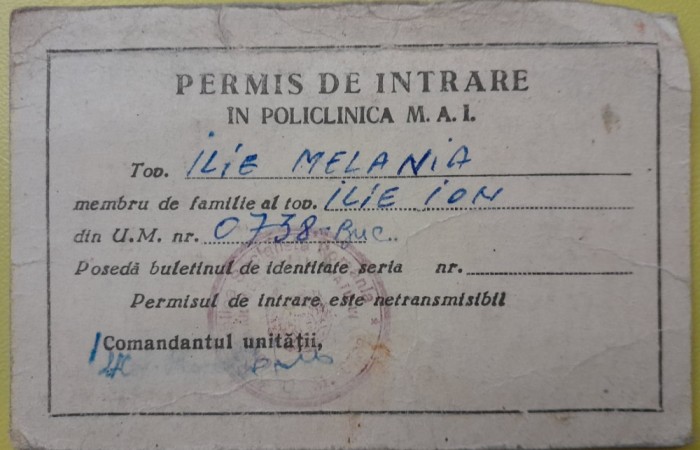 PERMIS DE INTRARE
IN POLICLINICA M. A. I.
Tov. ILIE MELANIA
membru de familie al tov. ILIE ION
din U.M. nr. 0738 Buc.
Posedă buletinul de identitate seria nr.
Permisul de intrare este netransmisibil
Comandantul unității,